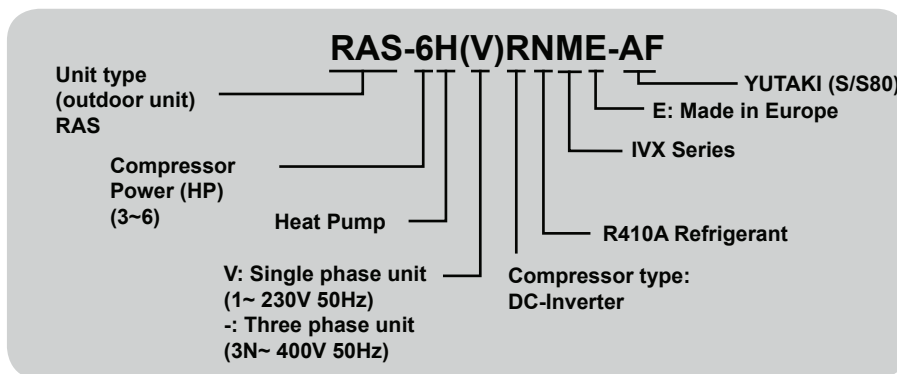 RAS-6H(V)RNME-AF
Unit type
(outdoor unit)
RAS
YUTAKI (S/S80)
E: Made in Europe
IVX Series
Compressor
Power (HP)
(3~6)
Heat Pump
R410A Refrigerant
V: Single phase unit
(1~ 230V 50Hz)
-: Three phase unit
(3N~ 400V 50Hz)
Compressor type:
DC-Inverter